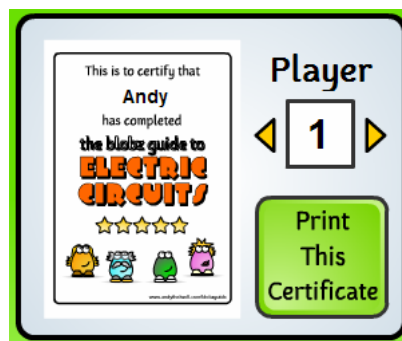 This is to certify that
Andy
has completed
the blobz guide to
ELECTRIC
CIRCUITS
Player
1
Print
This
Certificate